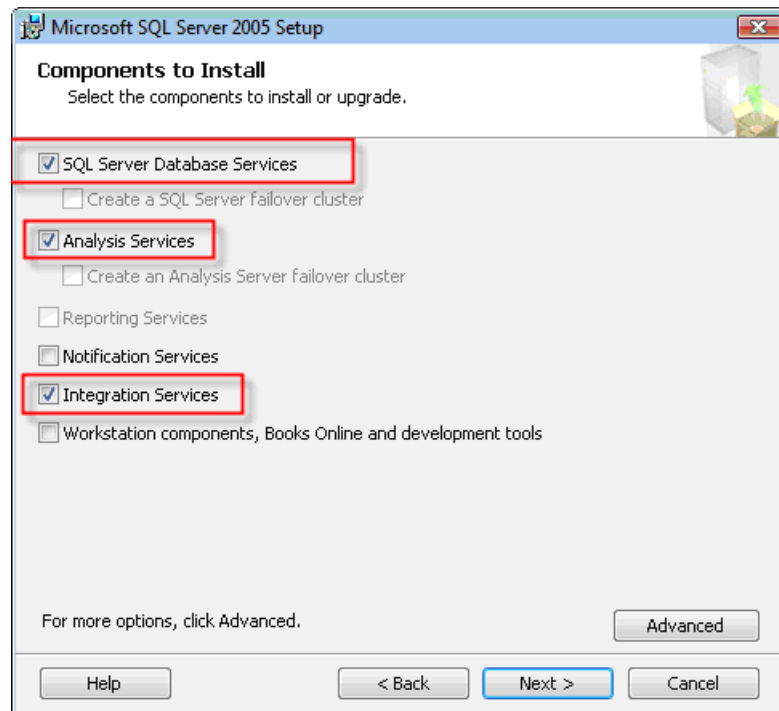 Microsoft SQL Server 2005 Setup
Components to Install
Select the components to install or upgrade.
SQL Server Database Services
Create a SQL Server failover cluster
Analysis Services
Create an Analysis Server failover cluster
Reporting Services
Notification Services
Integration Services
Workstation components, Books Online and development tools
For more options, click Advanced.
Advanced
Help
< Back
Next >
Cancel